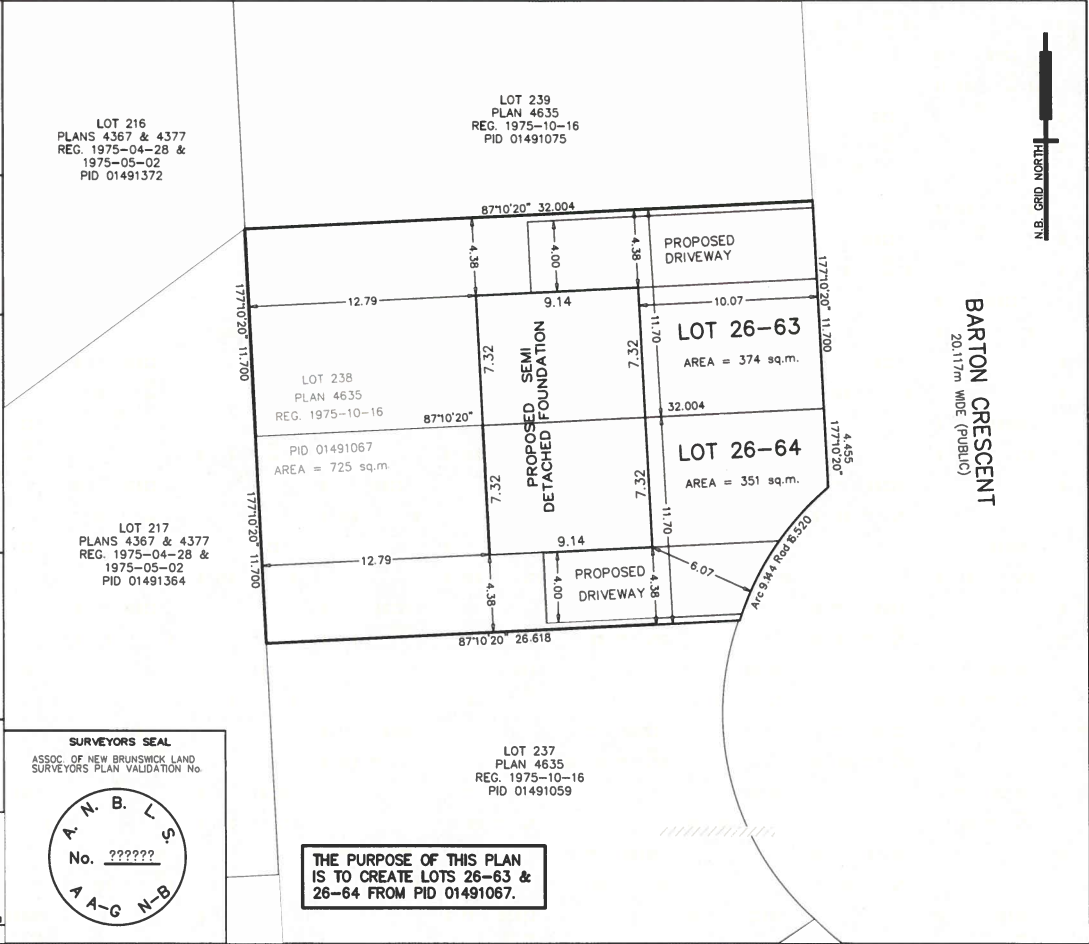 LOT 216
PLANS 4367 & 4377
REG. 1975-04-28 &
1975-05-02
PID 01491372
LOT 239
PLAN 4635
REG. 1975-10-16
PID 01491075
N.B. GRID NORTH
87°10'20" 32.004
4.38
4.00
4.38
PROPOSED
DRIVEWAY
177°10'20" 11.700
12.79
9.14
10.07
177°10'20" 11.700
11.70
LOT 26-63
AREA = 374 sq.m.
7.32
7.32
PROPOSED SEMI
DETACHED FOUNDATION
BARTON CRESCENT
20.117m WIDE (PUBLIC)
LOT 238
PLAN 4635
REG. 1975-10-16
87°10'20"
32.004
PID 01491067
AREA = 725 sq.m.
LOT 26-64
AREA = 351 sq.m.
4.455
177°10'20"
7.32
7.32
177°10'20" 11.700
11.70
LOT 217
PLANS 4367 & 4377
REG. 1975-04-28 &
1975-05-02
PID 01491364
12.79
9.14
6.07
Arc 9.144 Rad
4.38
4.00
PROPOSED
DRIVEWAY
4.38
87°10'20" 26.618
SURVEYORS SEAL
ASSOC. OF NEW BRUNSWICK LAND
SURVEYORS PLAN VALIDATION No.
A. N. B. L. S.
No. ??????
A A-G N-B
LOT 237
PLAN 4635
REG. 1975-10-16
PID 01491059
THE PURPOSE OF THIS PLAN
IS TO CREATE LOTS 26-63 &
26-64 FROM PID 01491067.